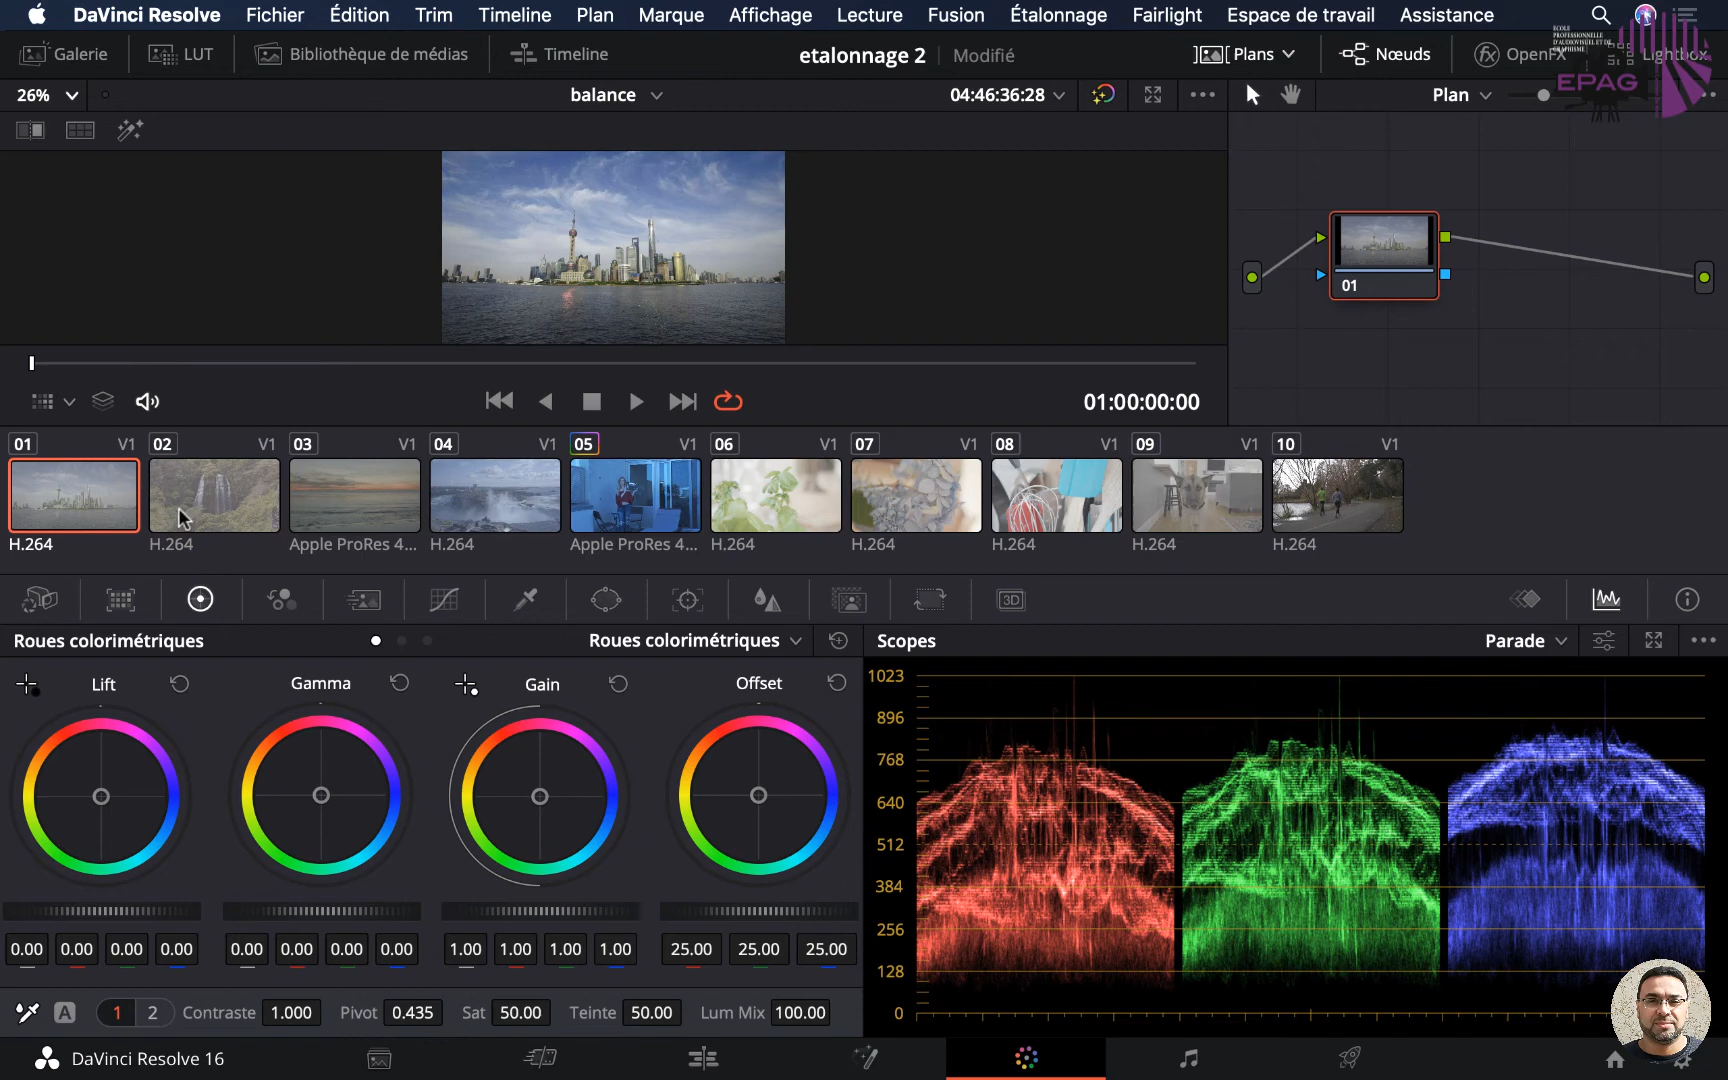 DaVinci Resolve Fichier Édition Trim Timeline Plan Marque Affichage Lecture Fusion Étalonnage Fairlight Espace de travail Assistance
Galerie LUT Bibliothèque de médias Timeline etalonnage 2 Modifié Plans Nœuds OpenFX Lightbox
ECOLE
PROFESSIONNELLE
D'AUDIOVISUEL ET DE
GRAPHISME
EPAG
26% balance 04:46:36:28 Plan
01
01:00:00:00
01 V1 02 V1 03 V1 04 V1 05 V1 06 V1 07 V1 08 V1 09 V1 10 V1
H.264 H.264 Apple ProRes 4... H.264 Apple ProRes 4... H.264 H.264 H.264 H.264 H.264
3D
Roues colorimétriques Roues colorimétriques Scopes Parade
Lift Gamma Gain Offset
1023
896
768
640
512
384
256
128
0
0.00 0.00 0.00 0.00 0.00 0.00 0.00 0.00 1.00 1.00 1.00 1.00 25.00 25.00 25.00
A 1 2 Contraste 1.000 Pivot 0.435 Sat 50.00 Teinte 50.00 Lum Mix 100.00
DaVinci Resolve 16